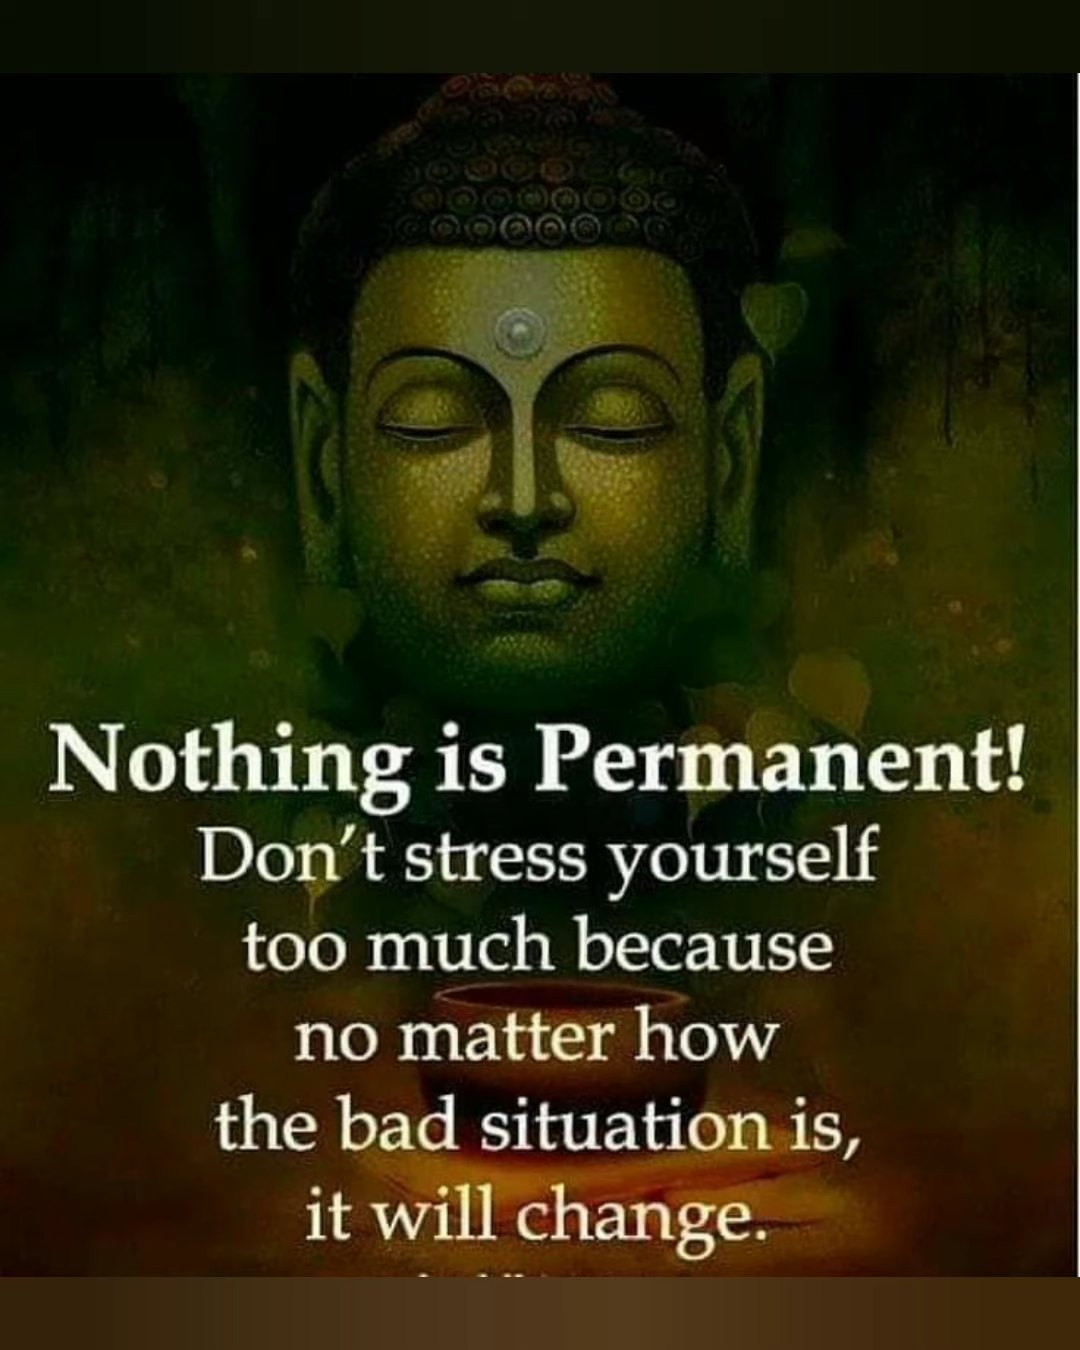 Nothing is Permanent!
Don't stress yourself
too much because
no matter how
the bad situation is,
it will change.